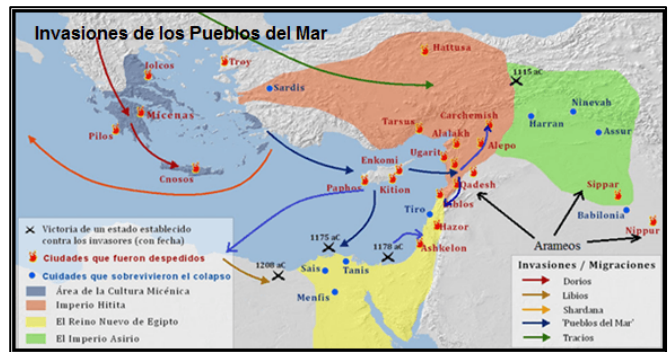 Invasiones de los Pueblos del Mar
Hattusa
Iolcos
Troy
1115 aC
Sardis
Micenas
Ninevah
Carchemish
Tarsus
Harran
Pilos
Alalakh
Assur
Ugarit
Alepo
Enkomi
Cnosos
Paphos
Kition
Qadesh
Sippar
Biblos
Tiro
Babilonia
Nippur
Victoria de un estado establecido
contra los invasores (con fecha)
Hazor
Arameos
1175 aC
1178 aC
Ashkelon
Ciudades que fueron despedidos
1208 aC
Cuidades que sobrevivieron el colapso
Sais
Tanis
Menfis
Área de la Cultura Micénica
Imperio Hitita
El Reino Nuevo de Egipto
El Imperio Asirio
Invasiones / Migraciones
Dorios
Libios
Shardana
'Pueblos del Mar'
Tracios